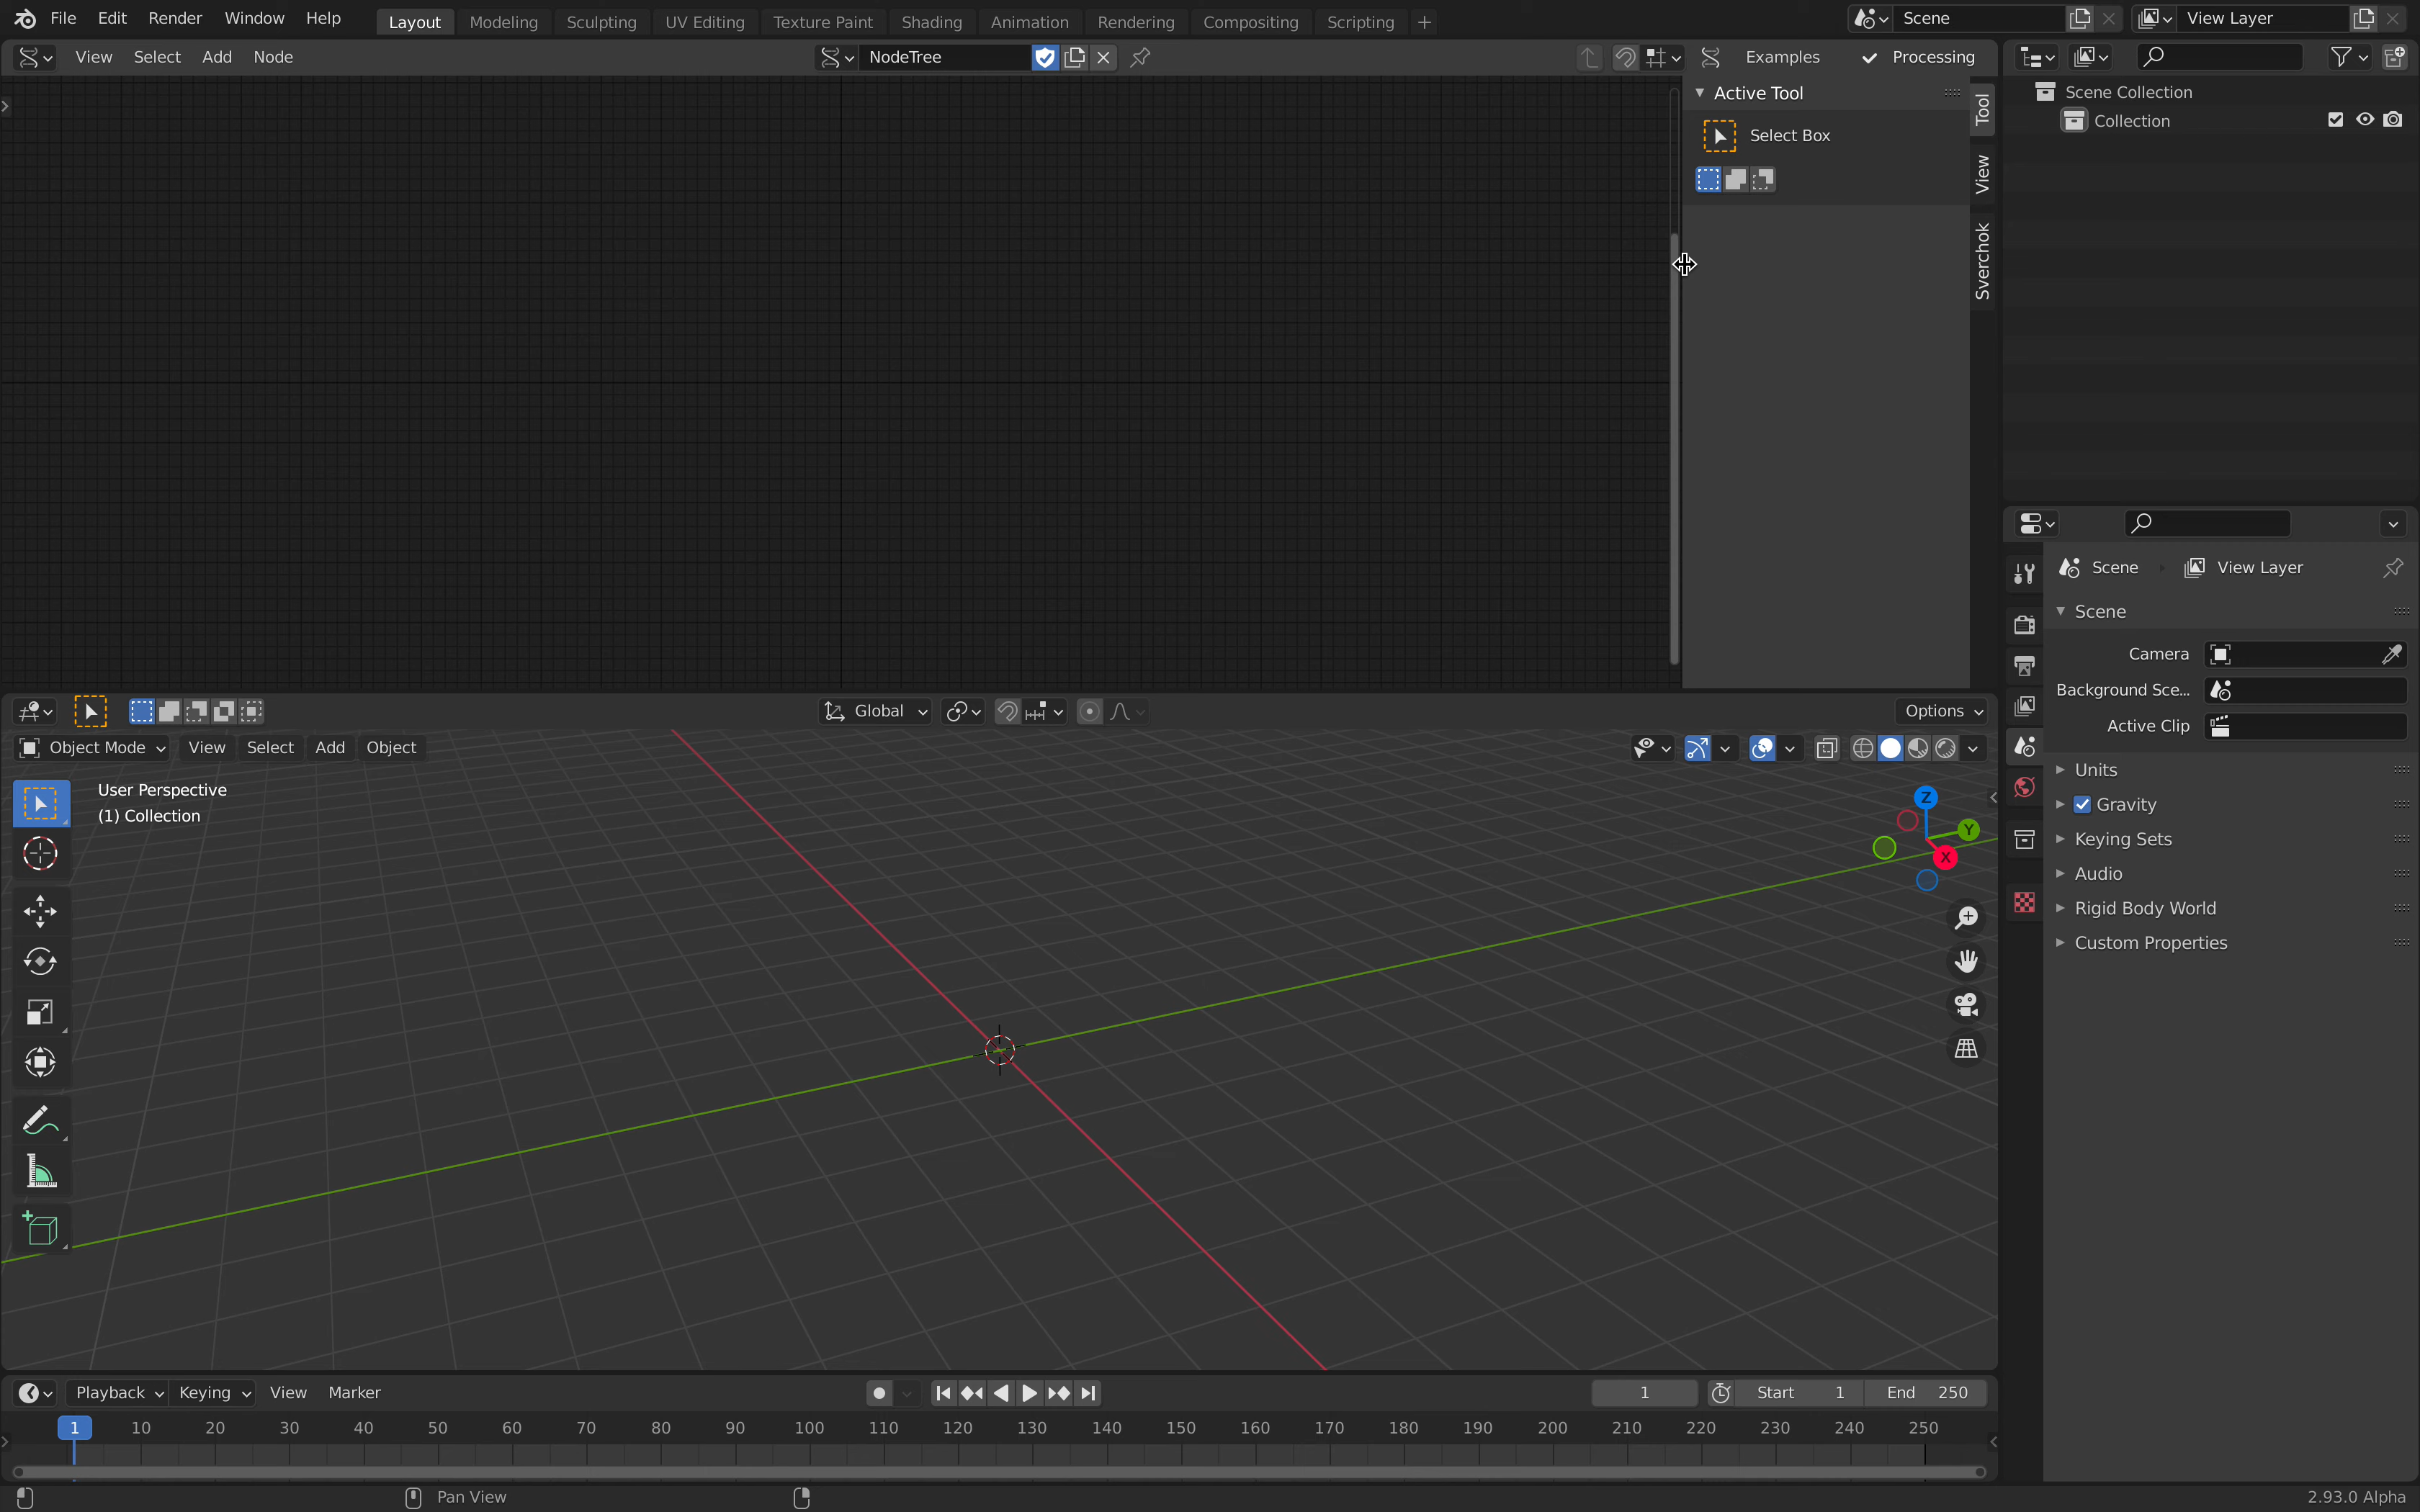 File Edit Render Window Help Layout Modeling Sculpting UV Editing Texture Paint Shading Animation Rendering Compositing Scripting + Scene View Layer
View Select Add Node NodeTree Examples Processing
Active Tool
Select Box
Tool
View
Sverchok
Scene Collection
Collection
Scene View Layer
Scene
Camera
Background Sce...
Active Clip
Units
Gravity
Keying Sets
Audio
Rigid Body World
Custom Properties
Global Options
Object Mode View Select Add Object
User Perspective
(1) Collection
Z
Y
X
Playback Keying View Marker 1 Start 1 End 250
1 10 20 30 40 50 60 70 80 90 100 110 120 130 140 150 160 170 180 190 200 210 220 230 240 250
Pan View 2.93.0 Alpha